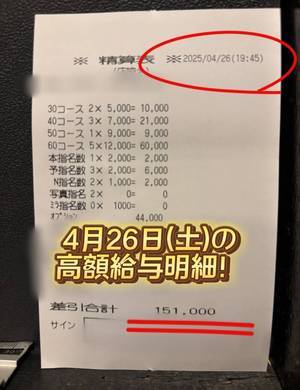 ※ 精算表 ※2025/04/26(19:45)
30コース 2× 5,000= 10,000
40コース 3× 7,000= 21,000
50コース 1× 9,000= 9,000
60コース 5×12,000= 60,000
本指名数 1× 2,000= 2,000
予指名数 3× 2,000= 6,000
N指名数 2× 1,000= 2,000
写真指名 2× 0= 0
ミラ指名数 0× 1000= 0
オプション 44,000
4月26日(土)の
高額給与明細!
差引合計 151,000
サイン